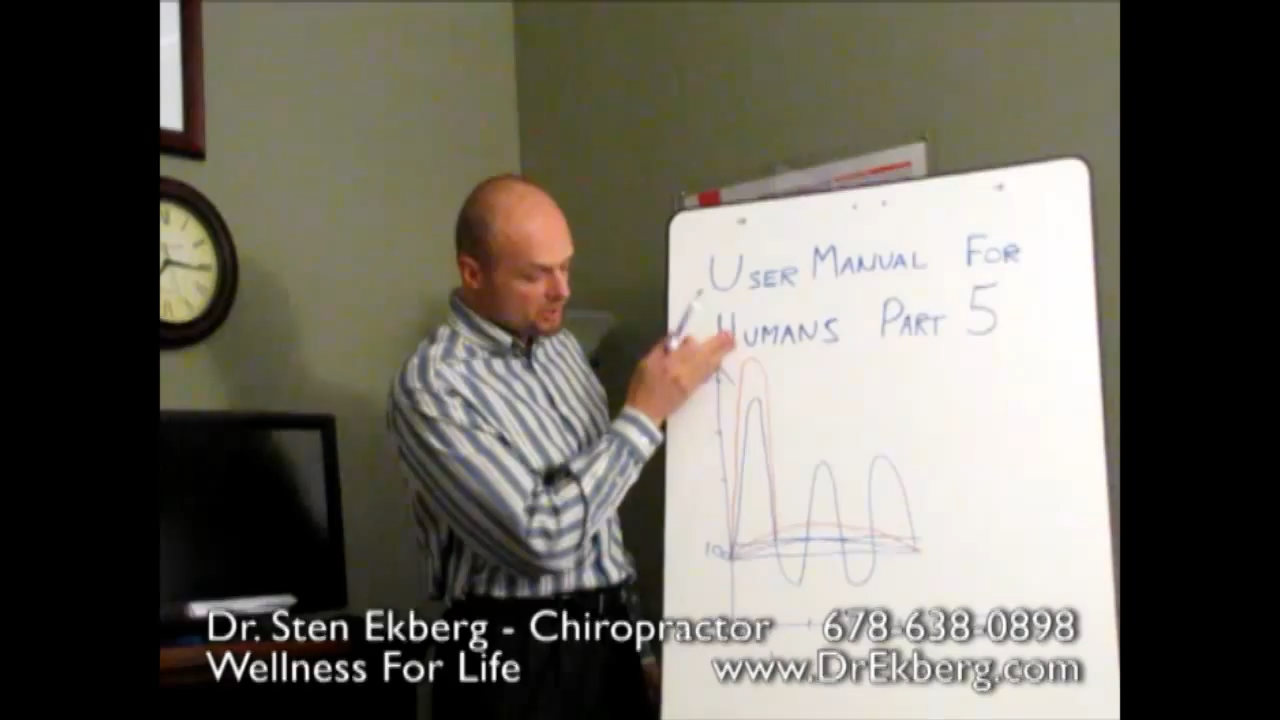 USER MANUAL FOR
HUMANS PART 5
Dr. Sten Ekberg - Chiropractor 678-638-0898
Wellness For Life www.DrEkberg.com